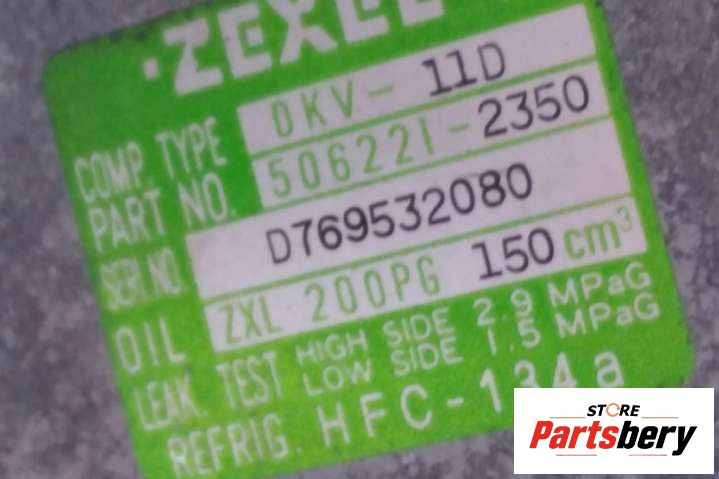 ZEXEL
COMP. TYPE DKV-11D
PART NO. 506221-2350
SERI.NO. D769532080
OIL ZXL 200PG 150 cm³
LEAK. TEST HIGH SIDE 2.9 MPaG
LOW SIDE 1.5 MPaG
REFRIG. HFC-134a
STORE
Partsbery